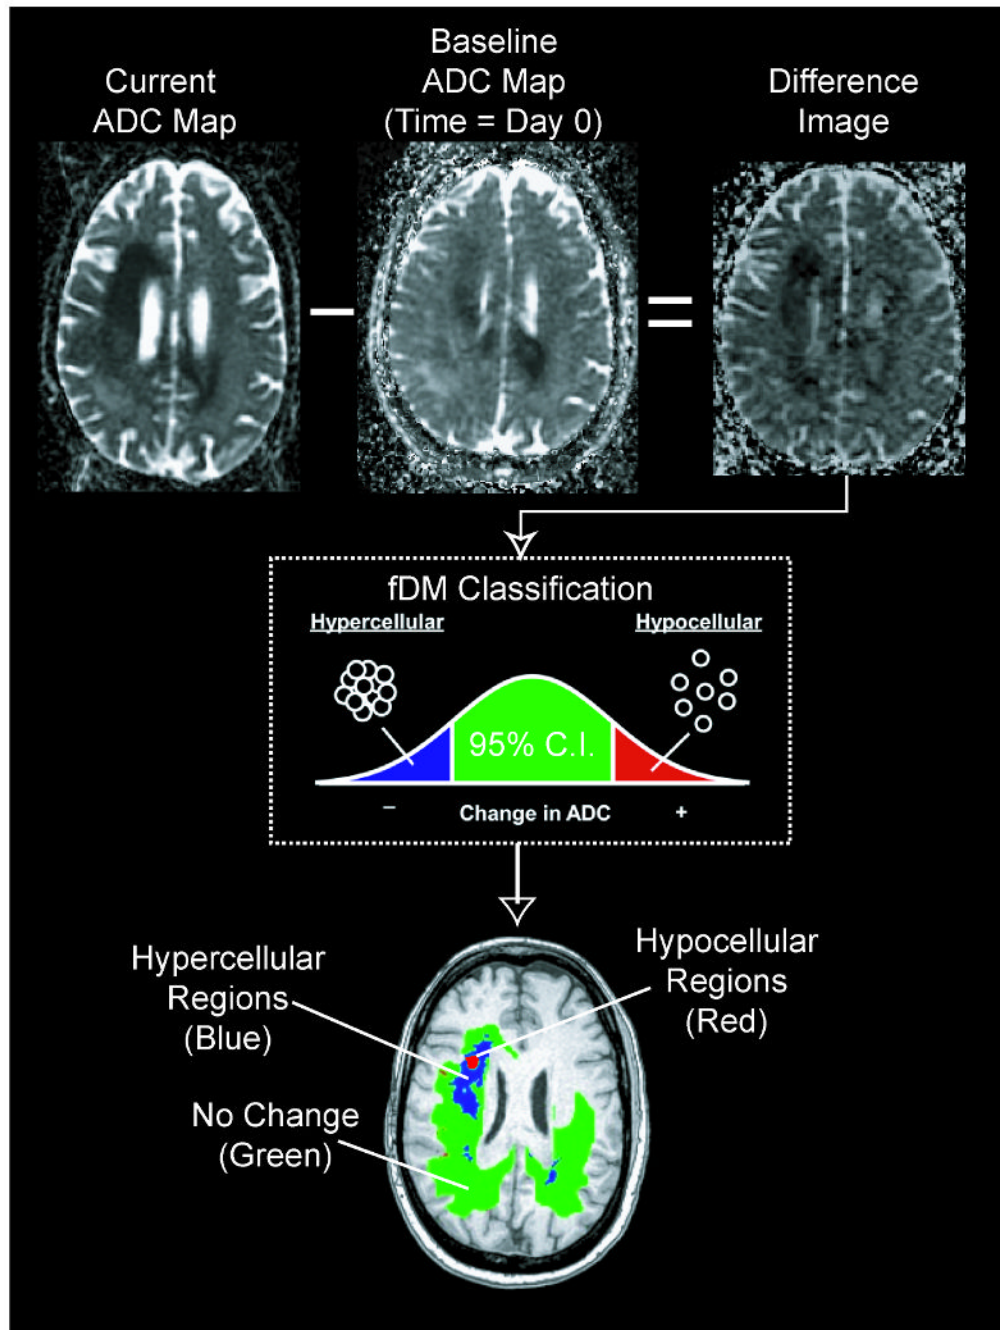 Current
ADC Map
Baseline
ADC Map
(Time = Day 0)
Difference
Image
fDM Classification
Hypercellular
Hypocellular
95% C.I.
–
Change in ADC
+
Hypercellular
Regions
(Blue)
Hypocellular
Regions
(Red)
No Change
(Green)